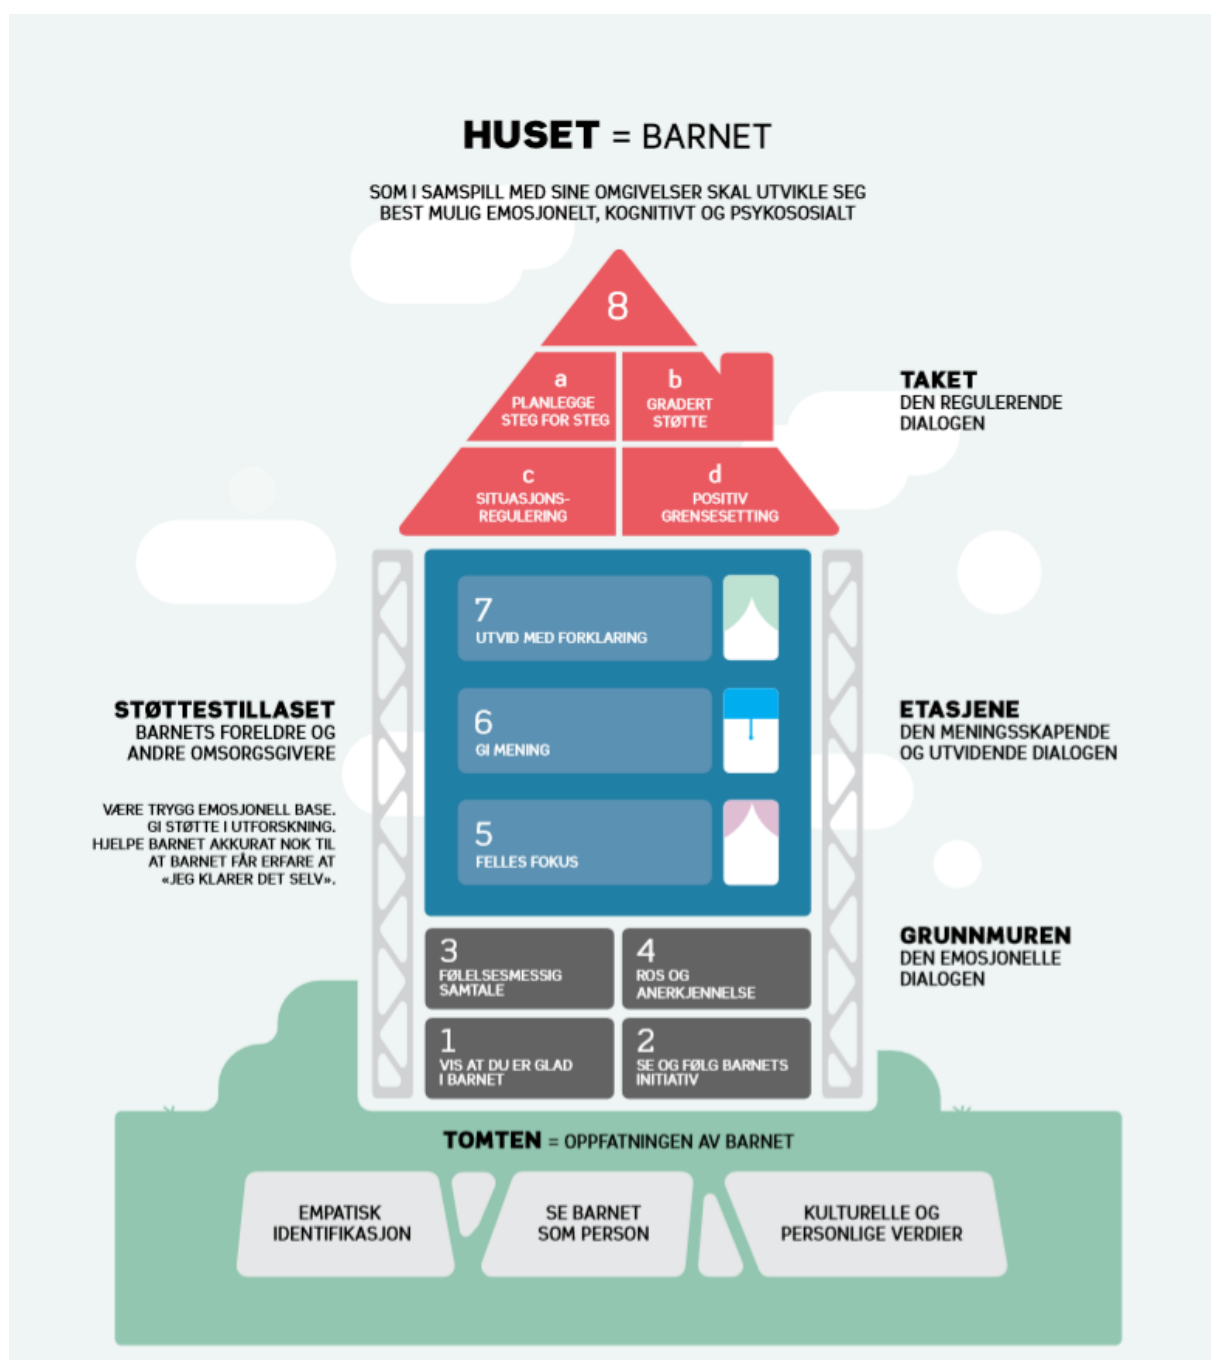 HUSET = BARNET
SOM I SAMSPILL MED SINE OMGIVELSER SKAL UTVIKLE SEG
BEST MULIG EMOSJONELT, KOGNITIVT OG PSYKOSOSIALT
8
a
PLANLEGGE
STEG FOR STEG
b
GRADERT
STØTTE
c
SITUASJONS-
REGULERING
d
POSITIV
GRENSESETTING
TAKET
DEN REGULERENDE
DIALOGEN
7
UTVID MED FORKLARING
6
GI MENING
5
FELLES FOKUS
STØTTESTILLASET
BARNETS FORELDRE OG
ANDRE OMSORGSGIVERE
VÆRE TRYGG EMOSJONELL BASE.
GI STØTTE I UTFORSKNING.
HJELPE BARNET AKKURAT NOK TIL
AT BARNET FÅR ERFARE AT
«JEG KLARER DET SELV».
ETASJENE
DEN MENINGSSKAPENDE
OG UTVIDENDE DIALOGEN
3
FØLELSESMESSIG
SAMTALE
4
ROS OG
ANERKJENNELSE
1
VIS AT DU ER GLAD
I BARNET
2
SE OG FØLG BARNETS
INITIATIV
GRUNNMUREN
DEN EMOSJONELLE
DIALOGEN
TOMTEN = OPPFATNINGEN AV BARNET
EMPATISK
IDENTIFIKASJON
SE BARNET
SOM PERSON
KULTURELLE OG
PERSONLIGE VERDIER